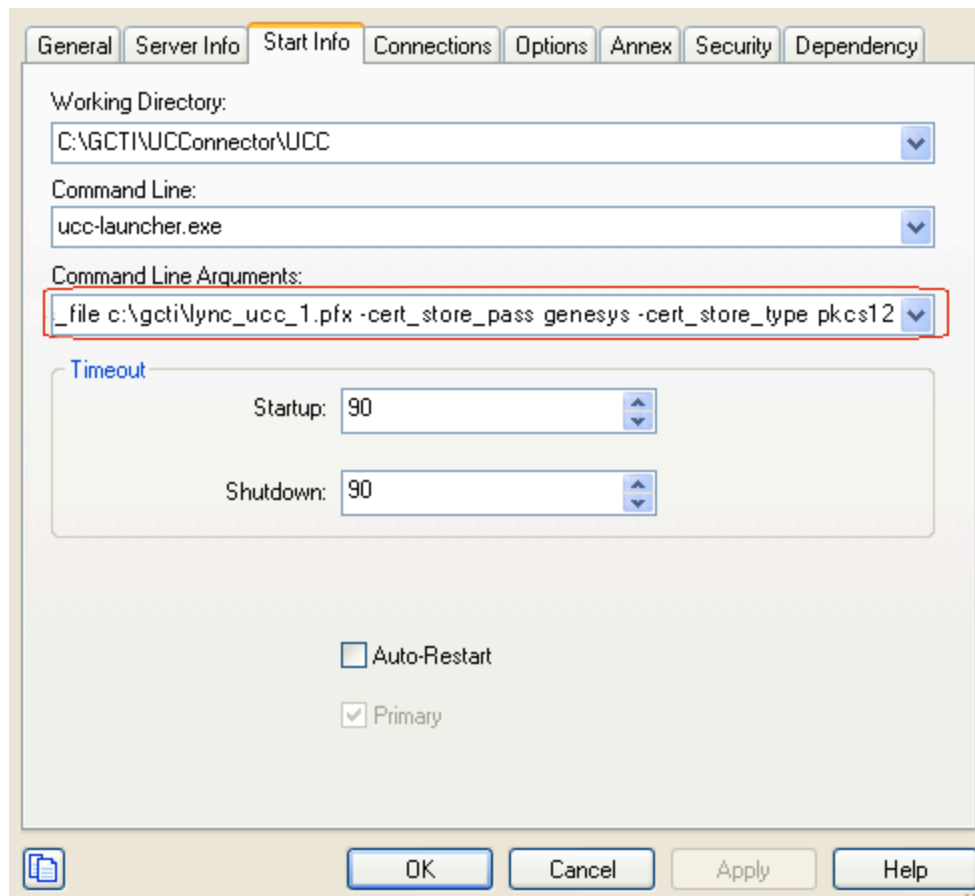 General Server Info Start Info Connections Options Annex Security Dependency
Working Directory:
C:\GCTI\UCConnector\UCC
Command Line:
ucc-launcher.exe
Command Line Arguments:
_file c:\gcti\lync_ucc_1.pfx -cert_store_pass genesys -cert_store_type pkcs12
Timeout
Startup: 90
Shutdown: 90
Auto-Restart
Primary
OK Cancel Apply Help